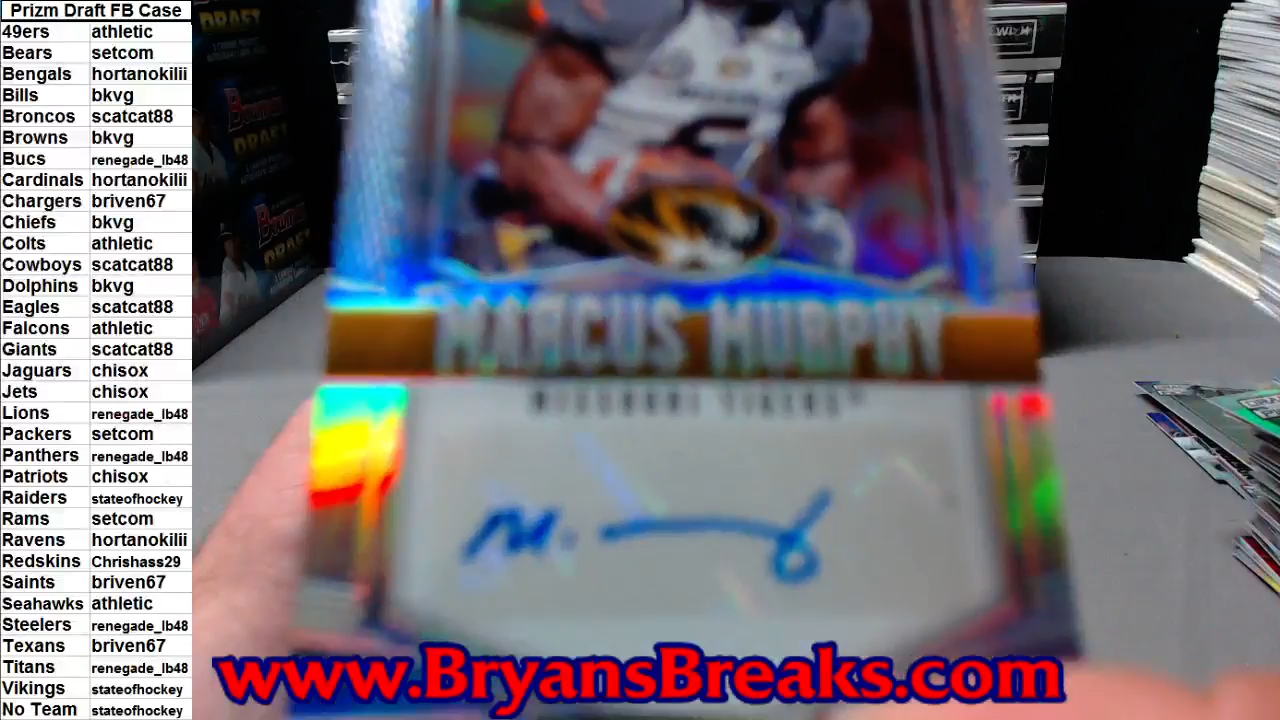 Prizm Draft FB Case
49ers athletic
Bears setcom
Bengals hortanokilii
Bills bkvg
Broncos scatcat88
Browns bkvg
Bucs renegade_lb48
Cardinals hortanokilii
Chargers briven67
Chiefs bkvg
Colts athletic
Cowboys scatcat88
Dolphins bkvg
Eagles scatcat88
Falcons athletic
Giants scatcat88
Jaguars chisox
Jets chisox
Lions renegade_lb48
Packers setcom
Panthers renegade_lb48
Patriots chisox
Raiders stateofhockey
Rams setcom
Ravens hortanokilii
Redskins Chrishass29
Saints briven67
Seahawks athletic
Steelers renegade_lb48
Texans briven67
Titans renegade_lb48
Vikings stateofhockey
No Team stateofhockey
DRAFT
Bowman
DRAFT
Bowman
MARCUS MURPHY
MISSOURI TIGERS
www.BryansBreaks.com